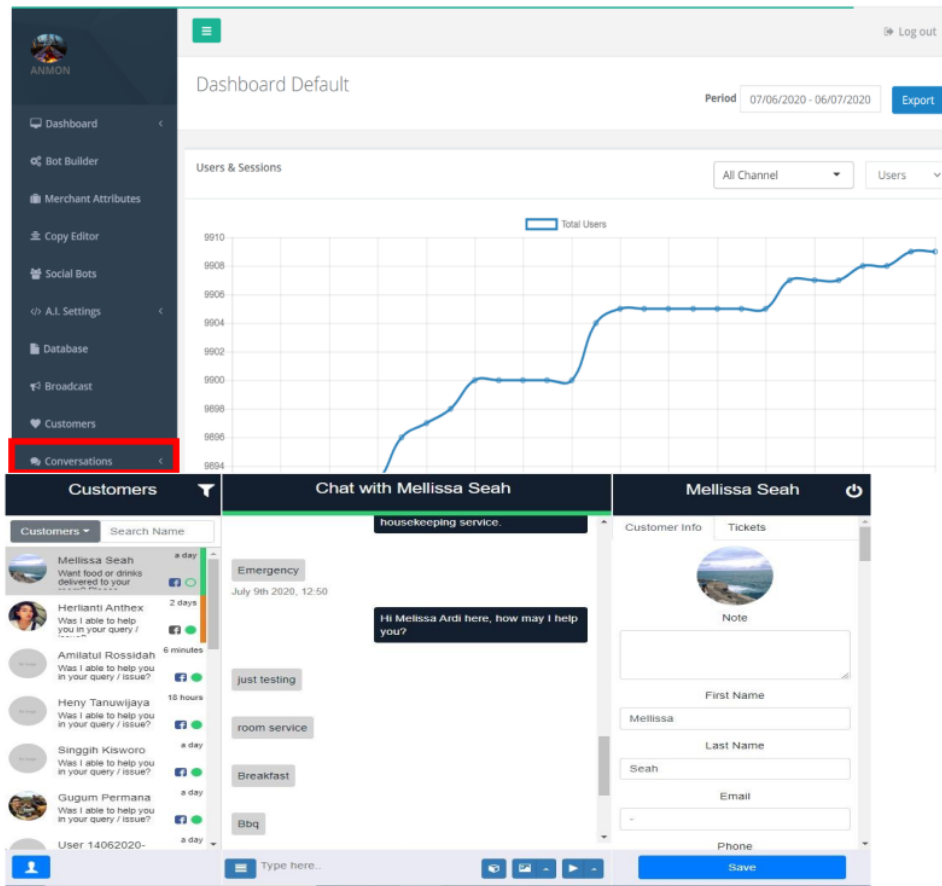 Log out
ANMON
Dashboard Default
Period 07/06/2020 - 06/07/2020 Export
Dashboard
Bot Builder
Merchant Attributes
Copy Editor
Social Bots
A.I. Settings
Database
Broadcast
Customers
Conversations
Users & Sessions
All Channel
Users
Total Users
9910
9908
9906
9904
9902
9900
9898
9896
9894
Customers
Customers
Search Name
Mellissa Seah
a day
Want food or drinks
delivered to your
Herlianti Anthex
2 days
Was I able to help
you in your query /
Amilatul Rossidah
6 minutes
Was I able to help you
in your query / issue?
Heny Tanuwijaya
18 hours
Was I able to help you
in your query / issue?
Singgih Kisworo
a day
Was I able to help you
in your query / issue?
Gugum Permana
a day
Was I able to help you
in your query / issue?
User 14062020-
a day
Chat with Mellissa Seah
housekeeping service.
Emergency
July 9th 2020, 12:50
Hi Melissa Ardi here, how may I help
you?
just testing
room service
Breakfast
Bbq
Type here..
Mellissa Seah
Customer Info
Tickets
Note
First Name
Mellissa
Last Name
Seah
Email
-
Phone
Save